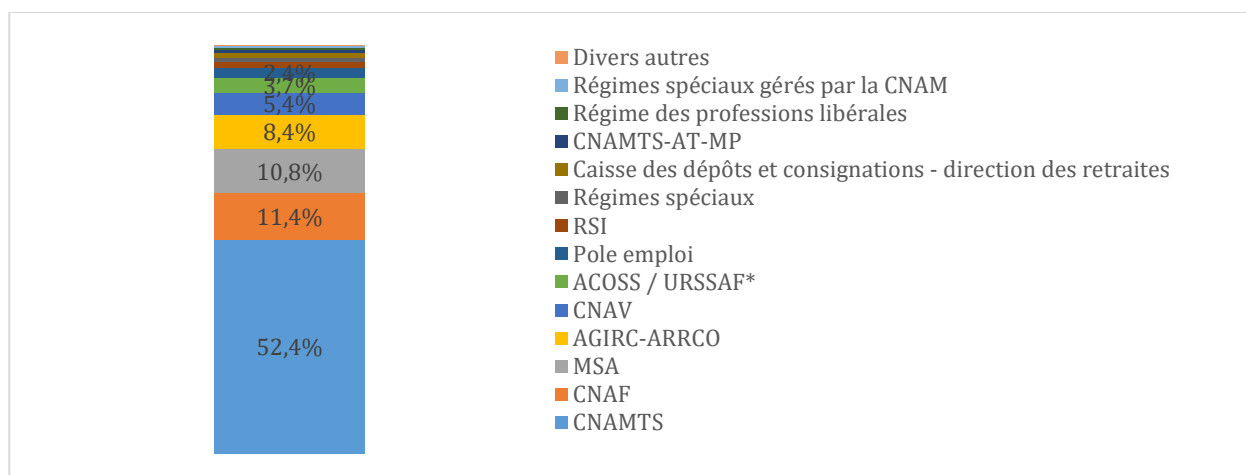 2,4%
3,7%
5,4%
8,4%
10,8%
11,4%
52,4%
Divers autres
Régimes spéciaux gérés par la CNAM
Régime des professions libérales
CNAMTS-AT-MP
Caisse des dépôts et consignations - direction des retraites
Régimes spéciaux
RSI
Pole emploi
ACOSS / URSSAF*
CNAV
AGIRC-ARRCO
MSA
CNAF
CNAMTS